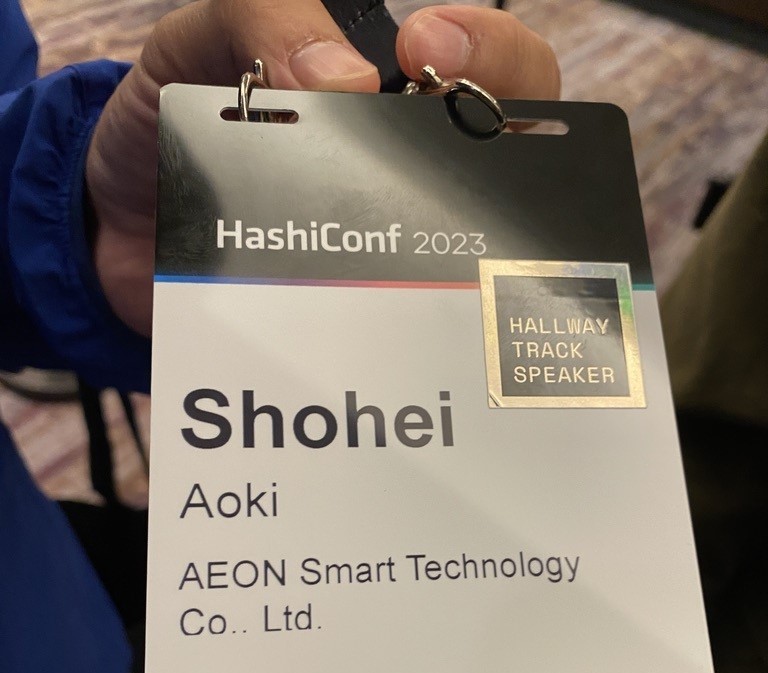 HashiConf 2023
HALLWAY
TRACK
SPEAKER
Shohei
Aoki
AEON Smart Technology
Co.. Ltd.